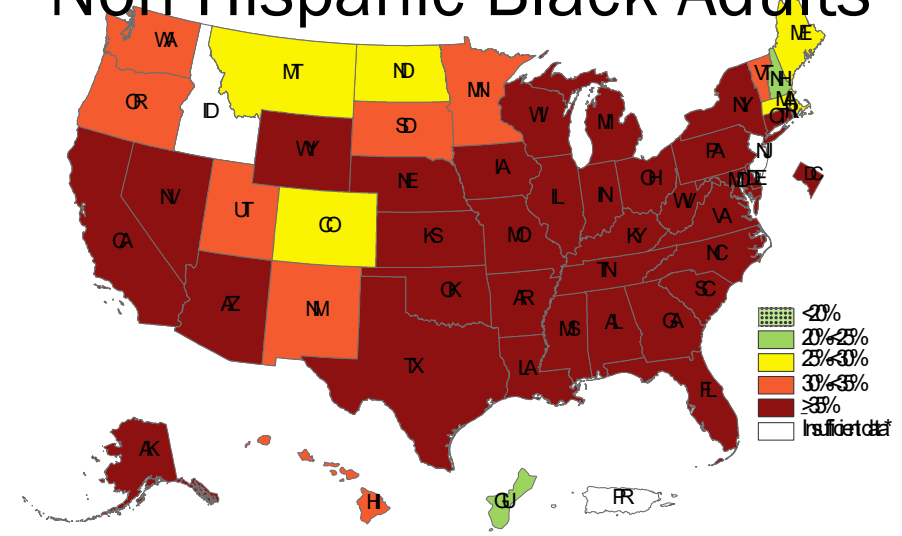 Non-Hispanic Black Adults
WA
ME
MT
ND
VT
NH
MN
OR
ID
MA
NY
RI
CT
WI
MI
SD
WY
PA
NJ
IA
NE
OH
DC
MD
DE
NV
UT
IL
IN
WV
CO
VA
CA
KS
MO
KY
NC
TN
OK
AR
SC
AZ
NM
MS
AL
GA
TX
LA
FL
AK
HI
GU
PR
<20%
20%-<25%
25%-<30%
30%-<35%
≥35%
Insufficient data*